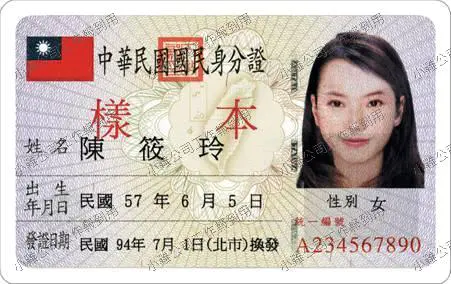 中華民國國民身分證
樣本
姓名 陳筱玲
出生年月日 民國 57 年 6 月 5 日
性別 女
統一編號
發證日期 民國 94年 7月 1日(北市)換發
A234567890